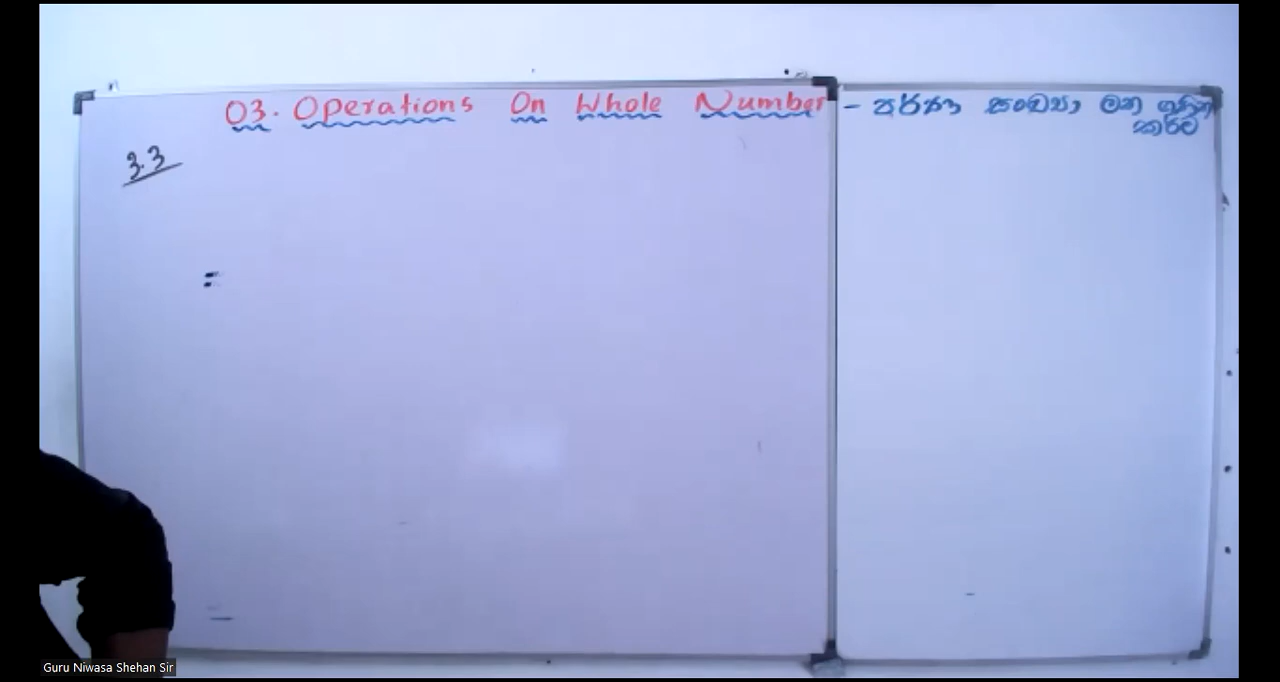 03. Operations On Whole Number - පූර්ණ සංඛ්‍යා මත ගණිත
කර්ම
3.3
=
Guru Niwasa Shehan Sir